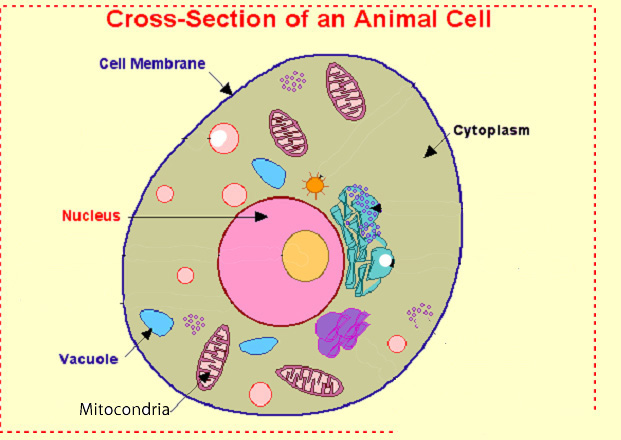 Cross-Section of an Animal Cell
Cell Membrane
Cytoplasm
Nucleus
Vacuole
Mitocondria